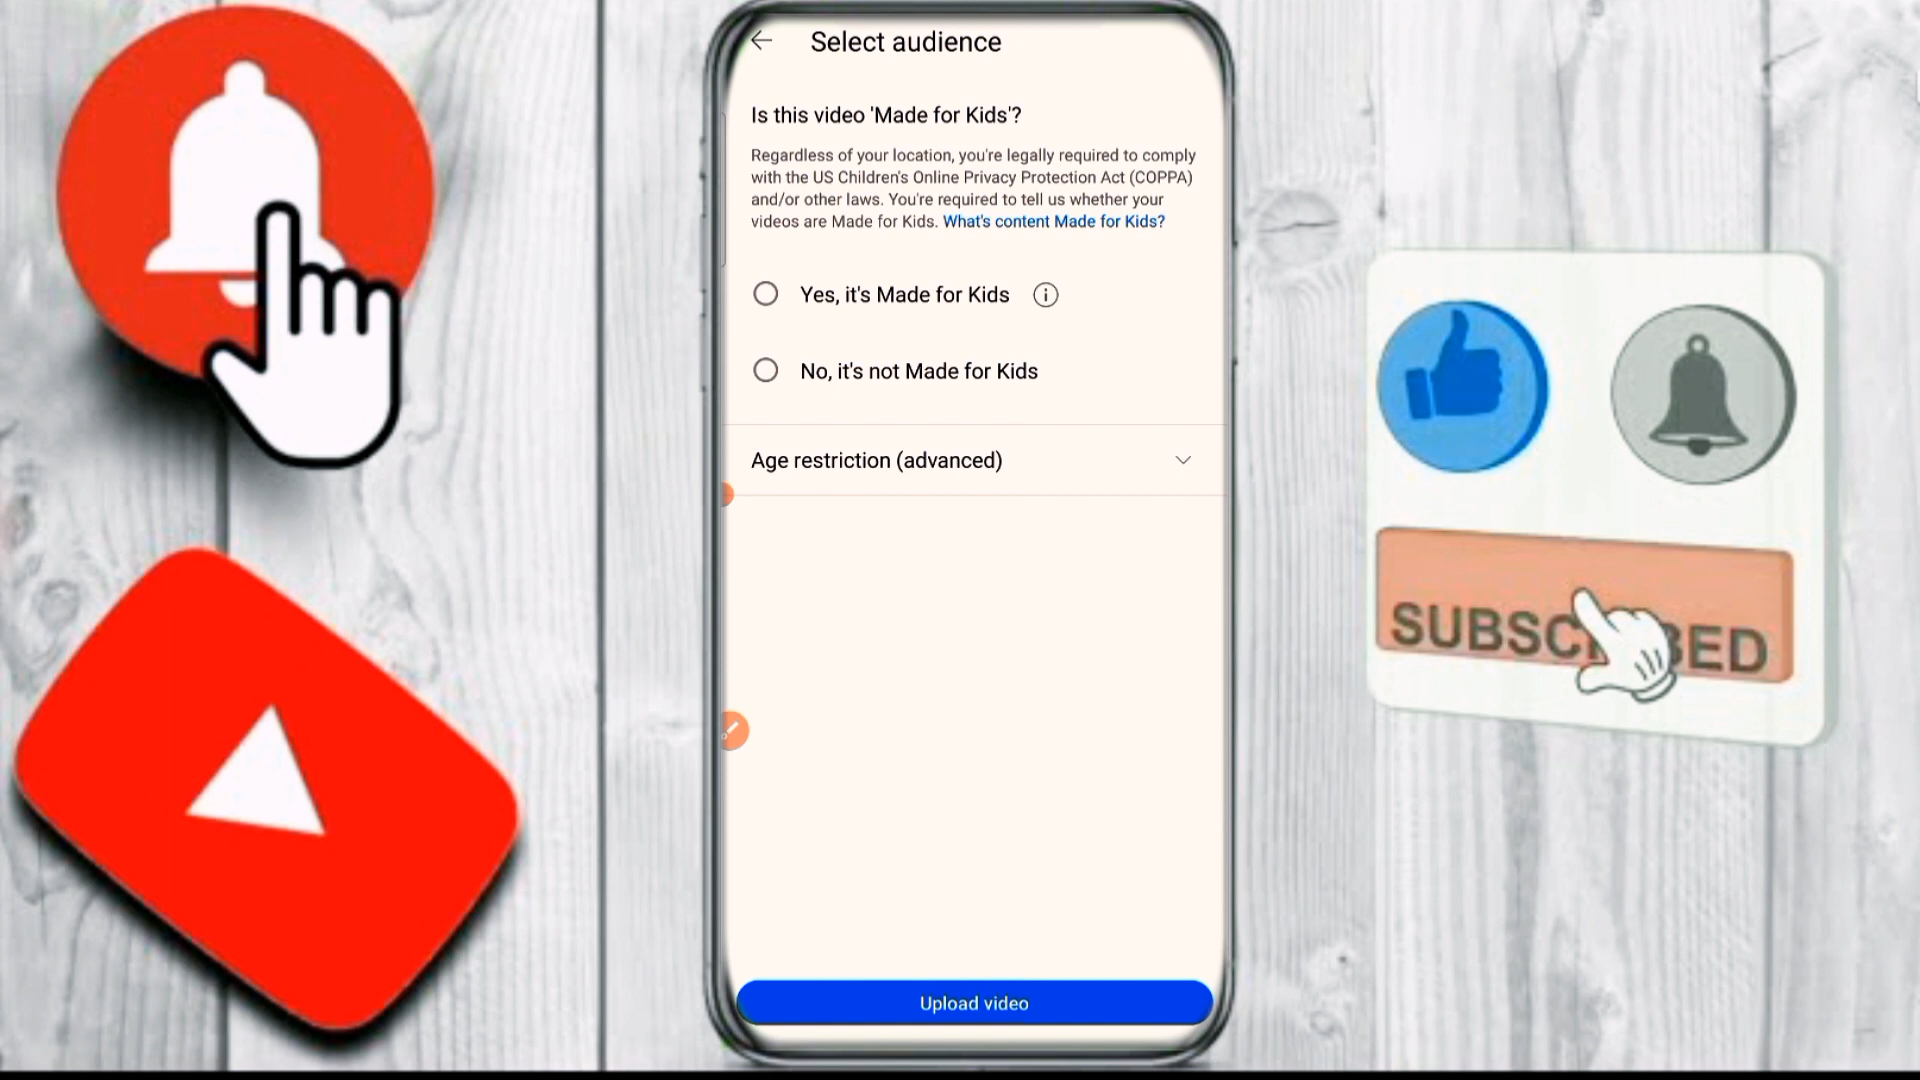 Select audience
Is this video 'Made for Kids'?
Regardless of your location, you're legally required to comply
with the US Children's Online Privacy Protection Act (COPPA)
and/or other laws. You're required to tell us whether your
videos are Made for Kids. What's content Made for Kids?
Yes, it's Made for Kids
No, it's not Made for Kids
Age restriction (advanced)
Upload video
SUBSCRIBED